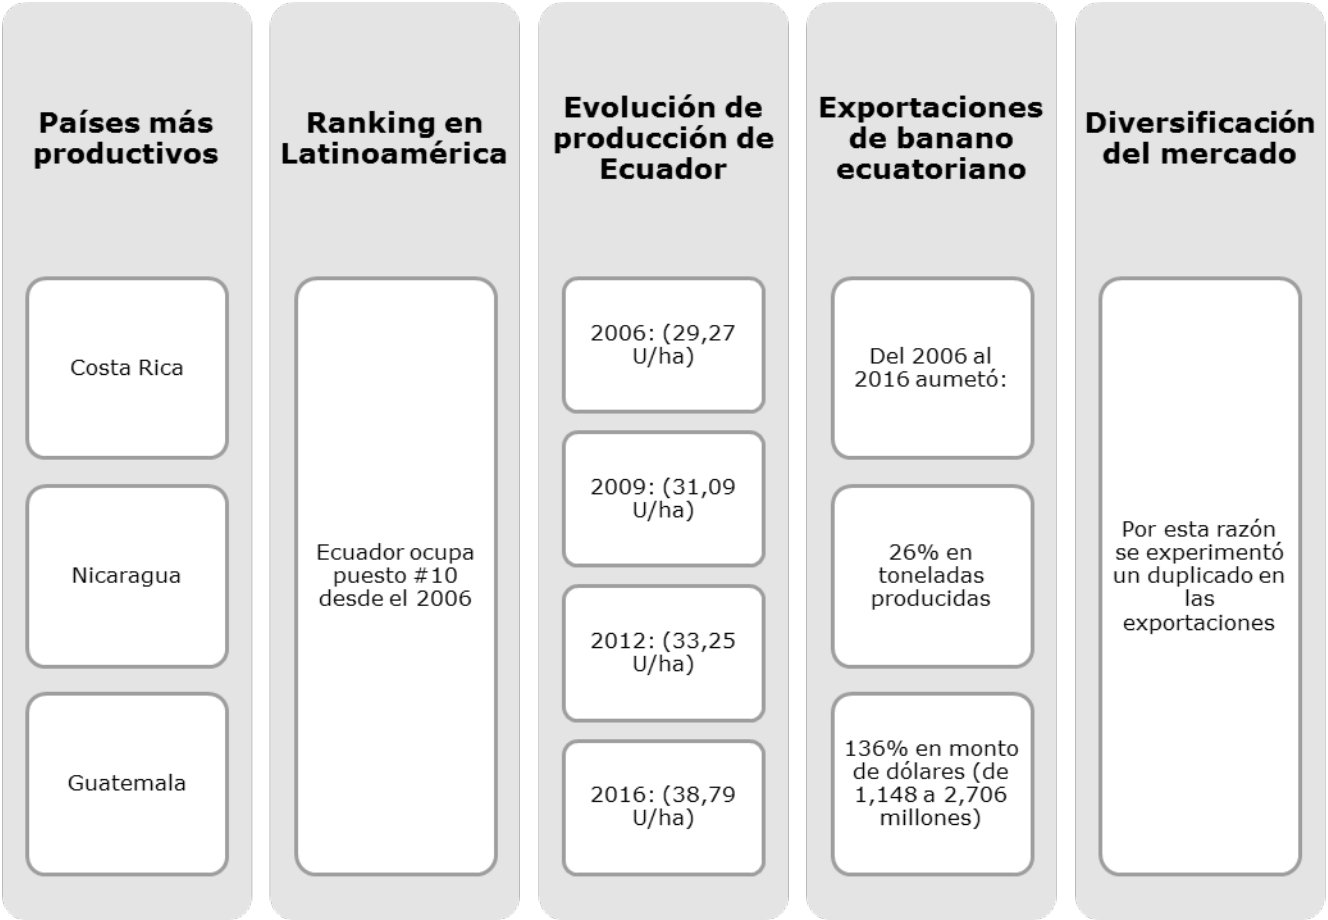 Países más
productivos
Costa Rica
Nicaragua
Guatemala
Ranking en
Latinoamérica
Ecuador ocupa
puesto #10
desde el 2006
Evolución de
producción de
Ecuador
2006: (29,27
U/ha)
2009: (31,09
U/ha)
2012: (33,25
U/ha)
2016: (38,79
U/ha)
Exportaciones
de banano
ecuatoriano
Del 2006 al
2016 aumetó:
26% en
toneladas
producidas
136% en monto
de dólares (de
1,148 a 2,706
millones)
Diversificación
del mercado
Por esta razón
se experimentó
un duplicado en
las
exportaciones